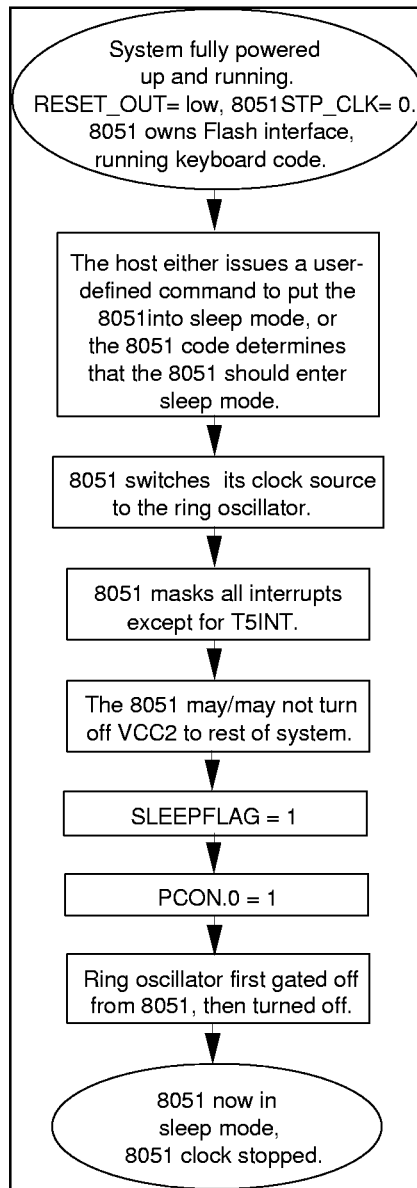 System fully powered
up and running.
RESET_OUT= low, 8051STP_CLK= 0.
8051 owns Flash interface,
running keyboard code.
The host either issues a user-
defined command to put the
8051into sleep mode, or
the 8051 code determines
that the 8051 should enter
sleep mode.
8051 switches its clock source
to the ring oscillator.
8051 masks all interrupts
except for T5INT.
The 8051 may/may not turn
off VCC2 to rest of system.
SLEEPFLAG = 1
PCON.0 = 1
Ring oscillator first gated off
from 8051, then turned off.
8051 now in
sleep mode,
8051 clock stopped.